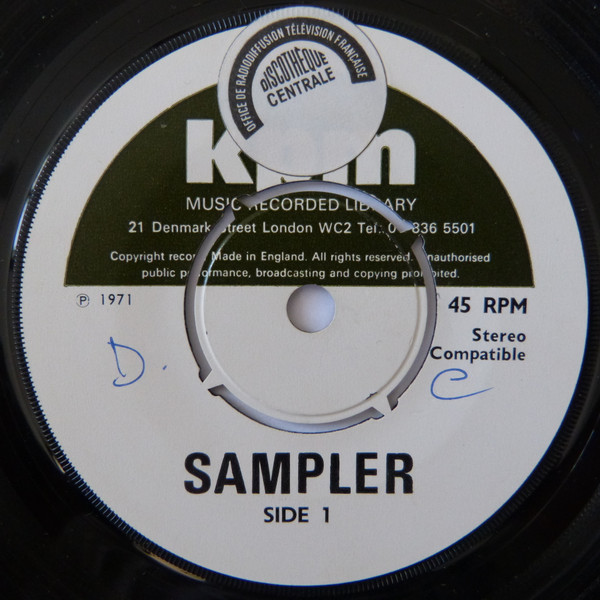 OFFICE DE RADIODIFFUSION TÉLÉVISION FRANÇAISE
DISCOTHÈQUE
CENTRALE
kpm
MUSIC RECORDED LIBRARY
21 Denmark Street London WC2 Tel: 0 836 5501
Copyright record Made in England. All rights reserved. Unauthorised
public performance, broadcasting and copying prohibited.
℗ 1971
45 RPM
Stereo
Compatible
D.
C
SAMPLER
SIDE 1